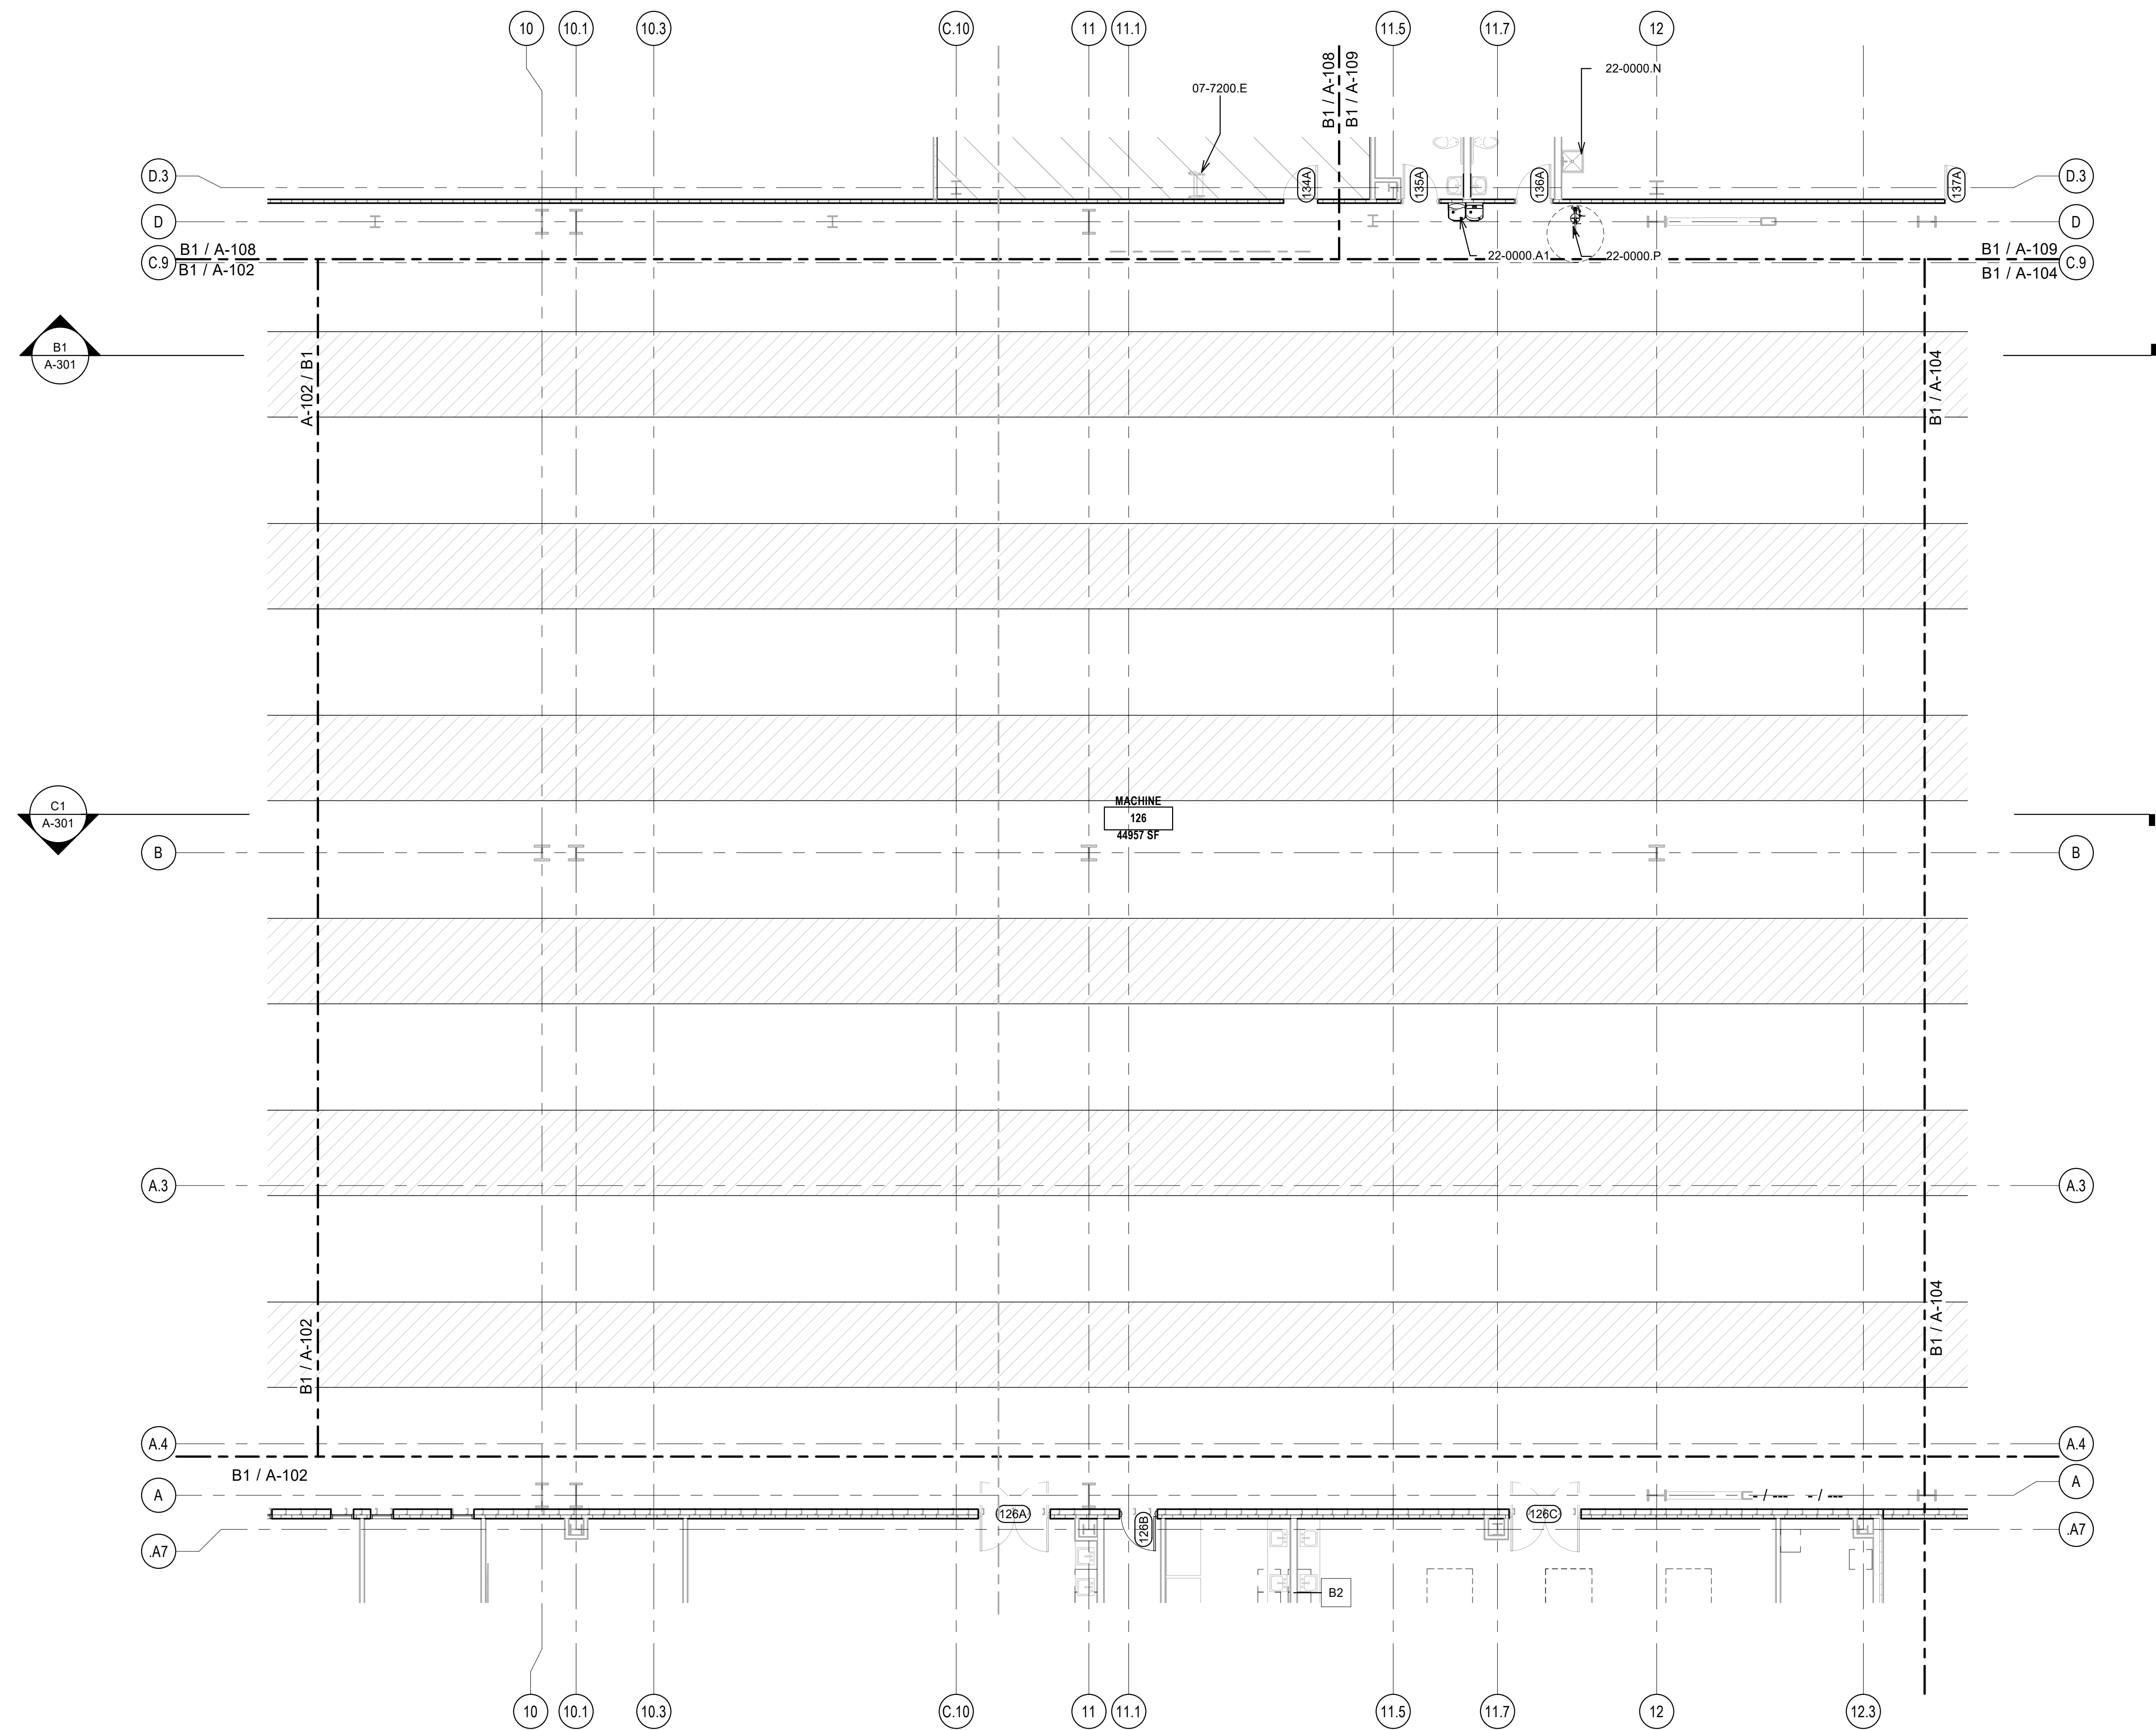 10
10.1
10.3
C.10
11
11.1
11.5
11.7
12
B1 / A-108
B1 / A-109
07-7200.E
22-0000.N
D.3
134A
135A
136A
137A
D.3
D
D
B1 / A-108
22-0000.A1
22-0000.P
B1 / A-109
C.9
B1 / A-102
B1 / A-104
C.9
B1
A-301
A-102 / B1
B1 / A-104
MACHINE
126
44957 SF
C1
A-301
B
B
A.3
A.3
B1 / A-102
B1 / A-104
A.4
A.4
B1 / A-102
A
A
- / ---
- / ---
126A
126B
126C
.A7
.A7
B2
10
10.1
10.3
C.10
11
11.1
11.5
11.7
12
12.3